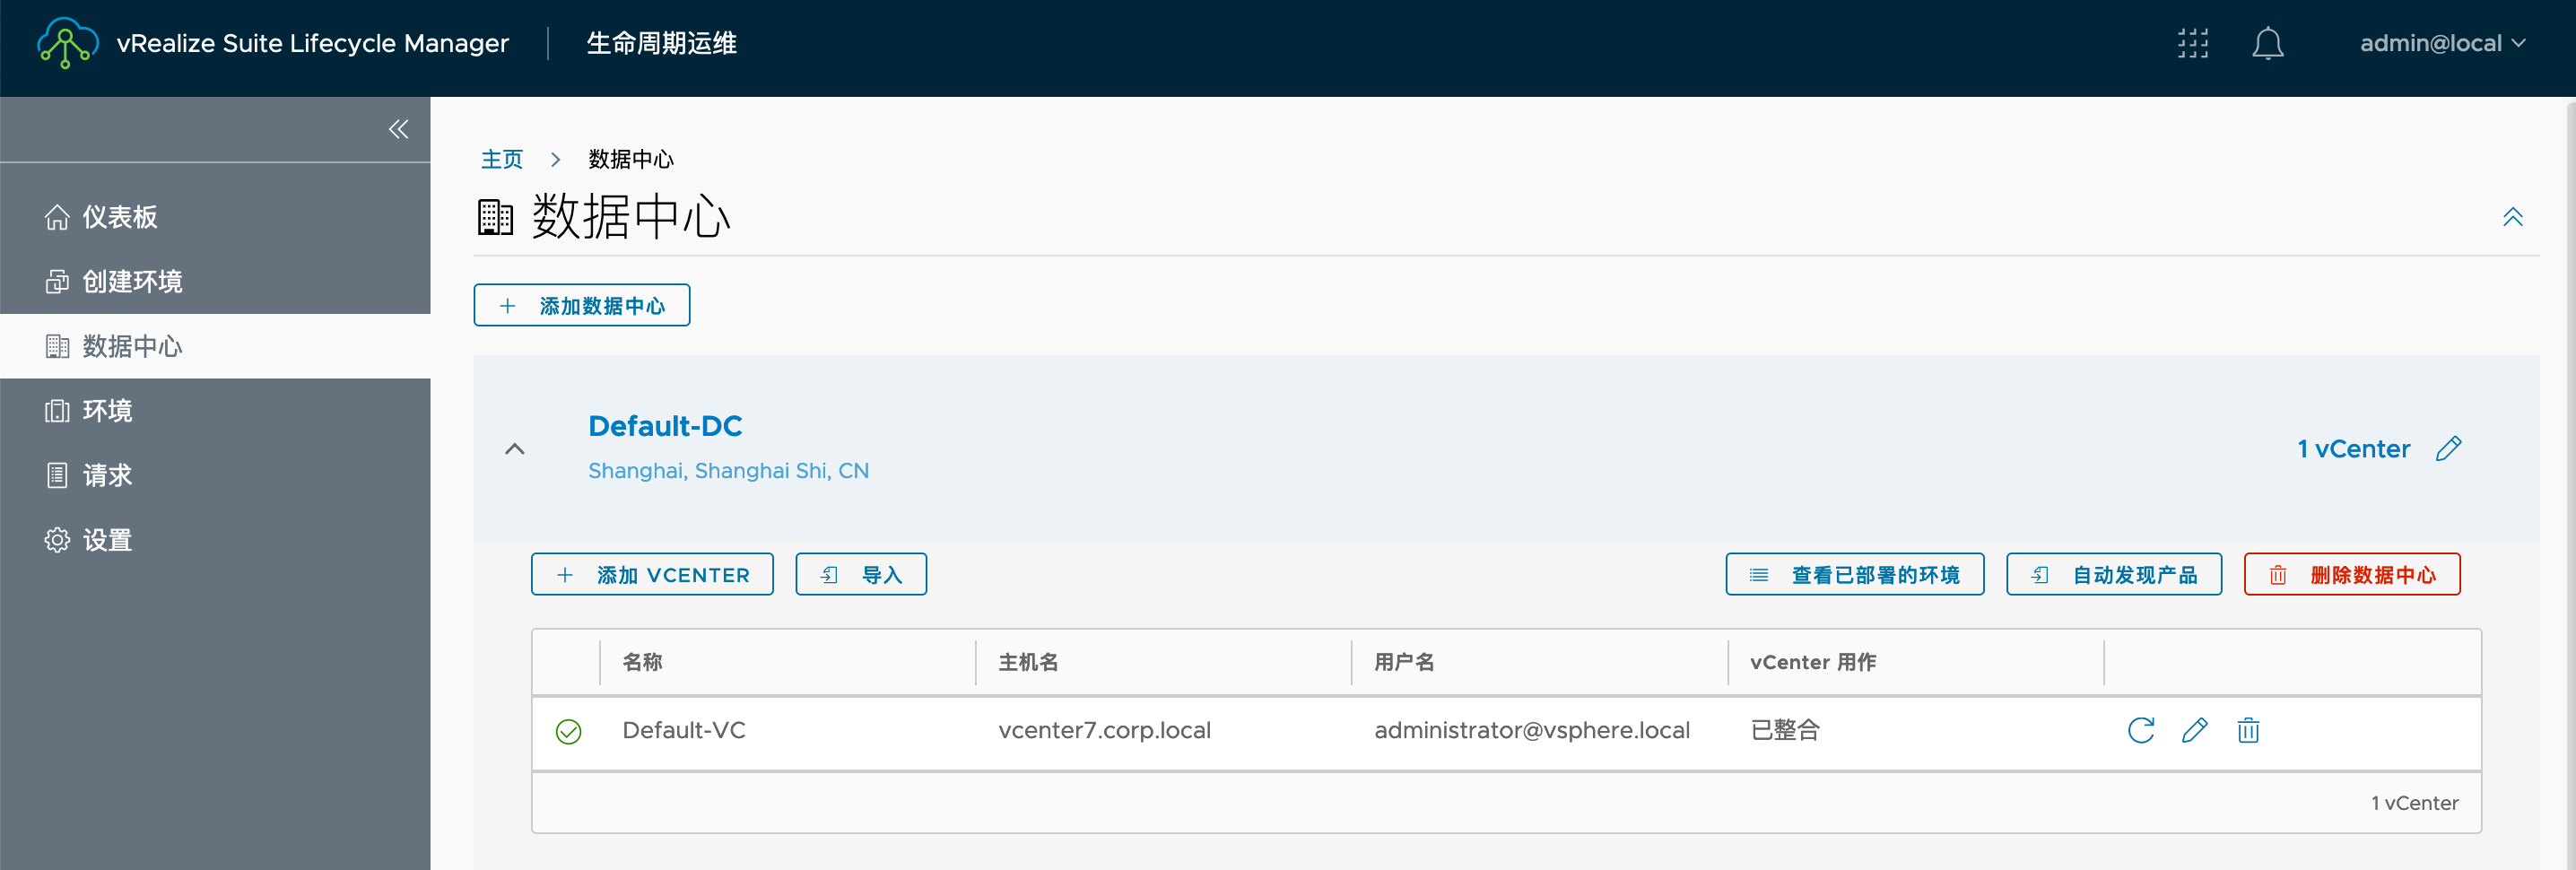 vRealize Suite Lifecycle Manager
生命周期运维
admin@local
仪表板
创建环境
数据中心
环境
请求
设置
主页 > 数据中心
数据中心
+ 添加数据中心
Default-DC
Shanghai, Shanghai Shi, CN
1 vCenter
+ 添加 VCENTER
导入
查看已部署的环境
自动发现产品
删除数据中心
名称 主机名 用户名 vCenter 用作
Default-VC vcenter7.corp.local administrator@vsphere.local 已整合
1 vCenter